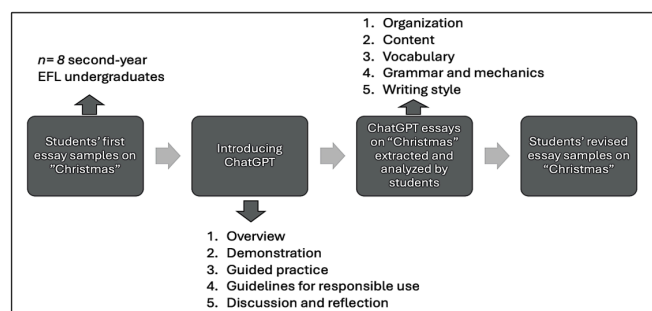 n= 8 second-year
EFL undergraduates
1. Organization
2. Content
3. Vocabulary
4. Grammar and mechanics
5. Writing style
Students' first
essay samples on
"Christmas"
Introducing
ChatGPT
ChatGPT essays
on "Christmas"
extracted and
analyzed by
students
Students' revised
essay samples on
"Christmas"
1. Overview
2. Demonstration
3. Guided practice
4. Guidelines for responsible use
5. Discussion and reflection